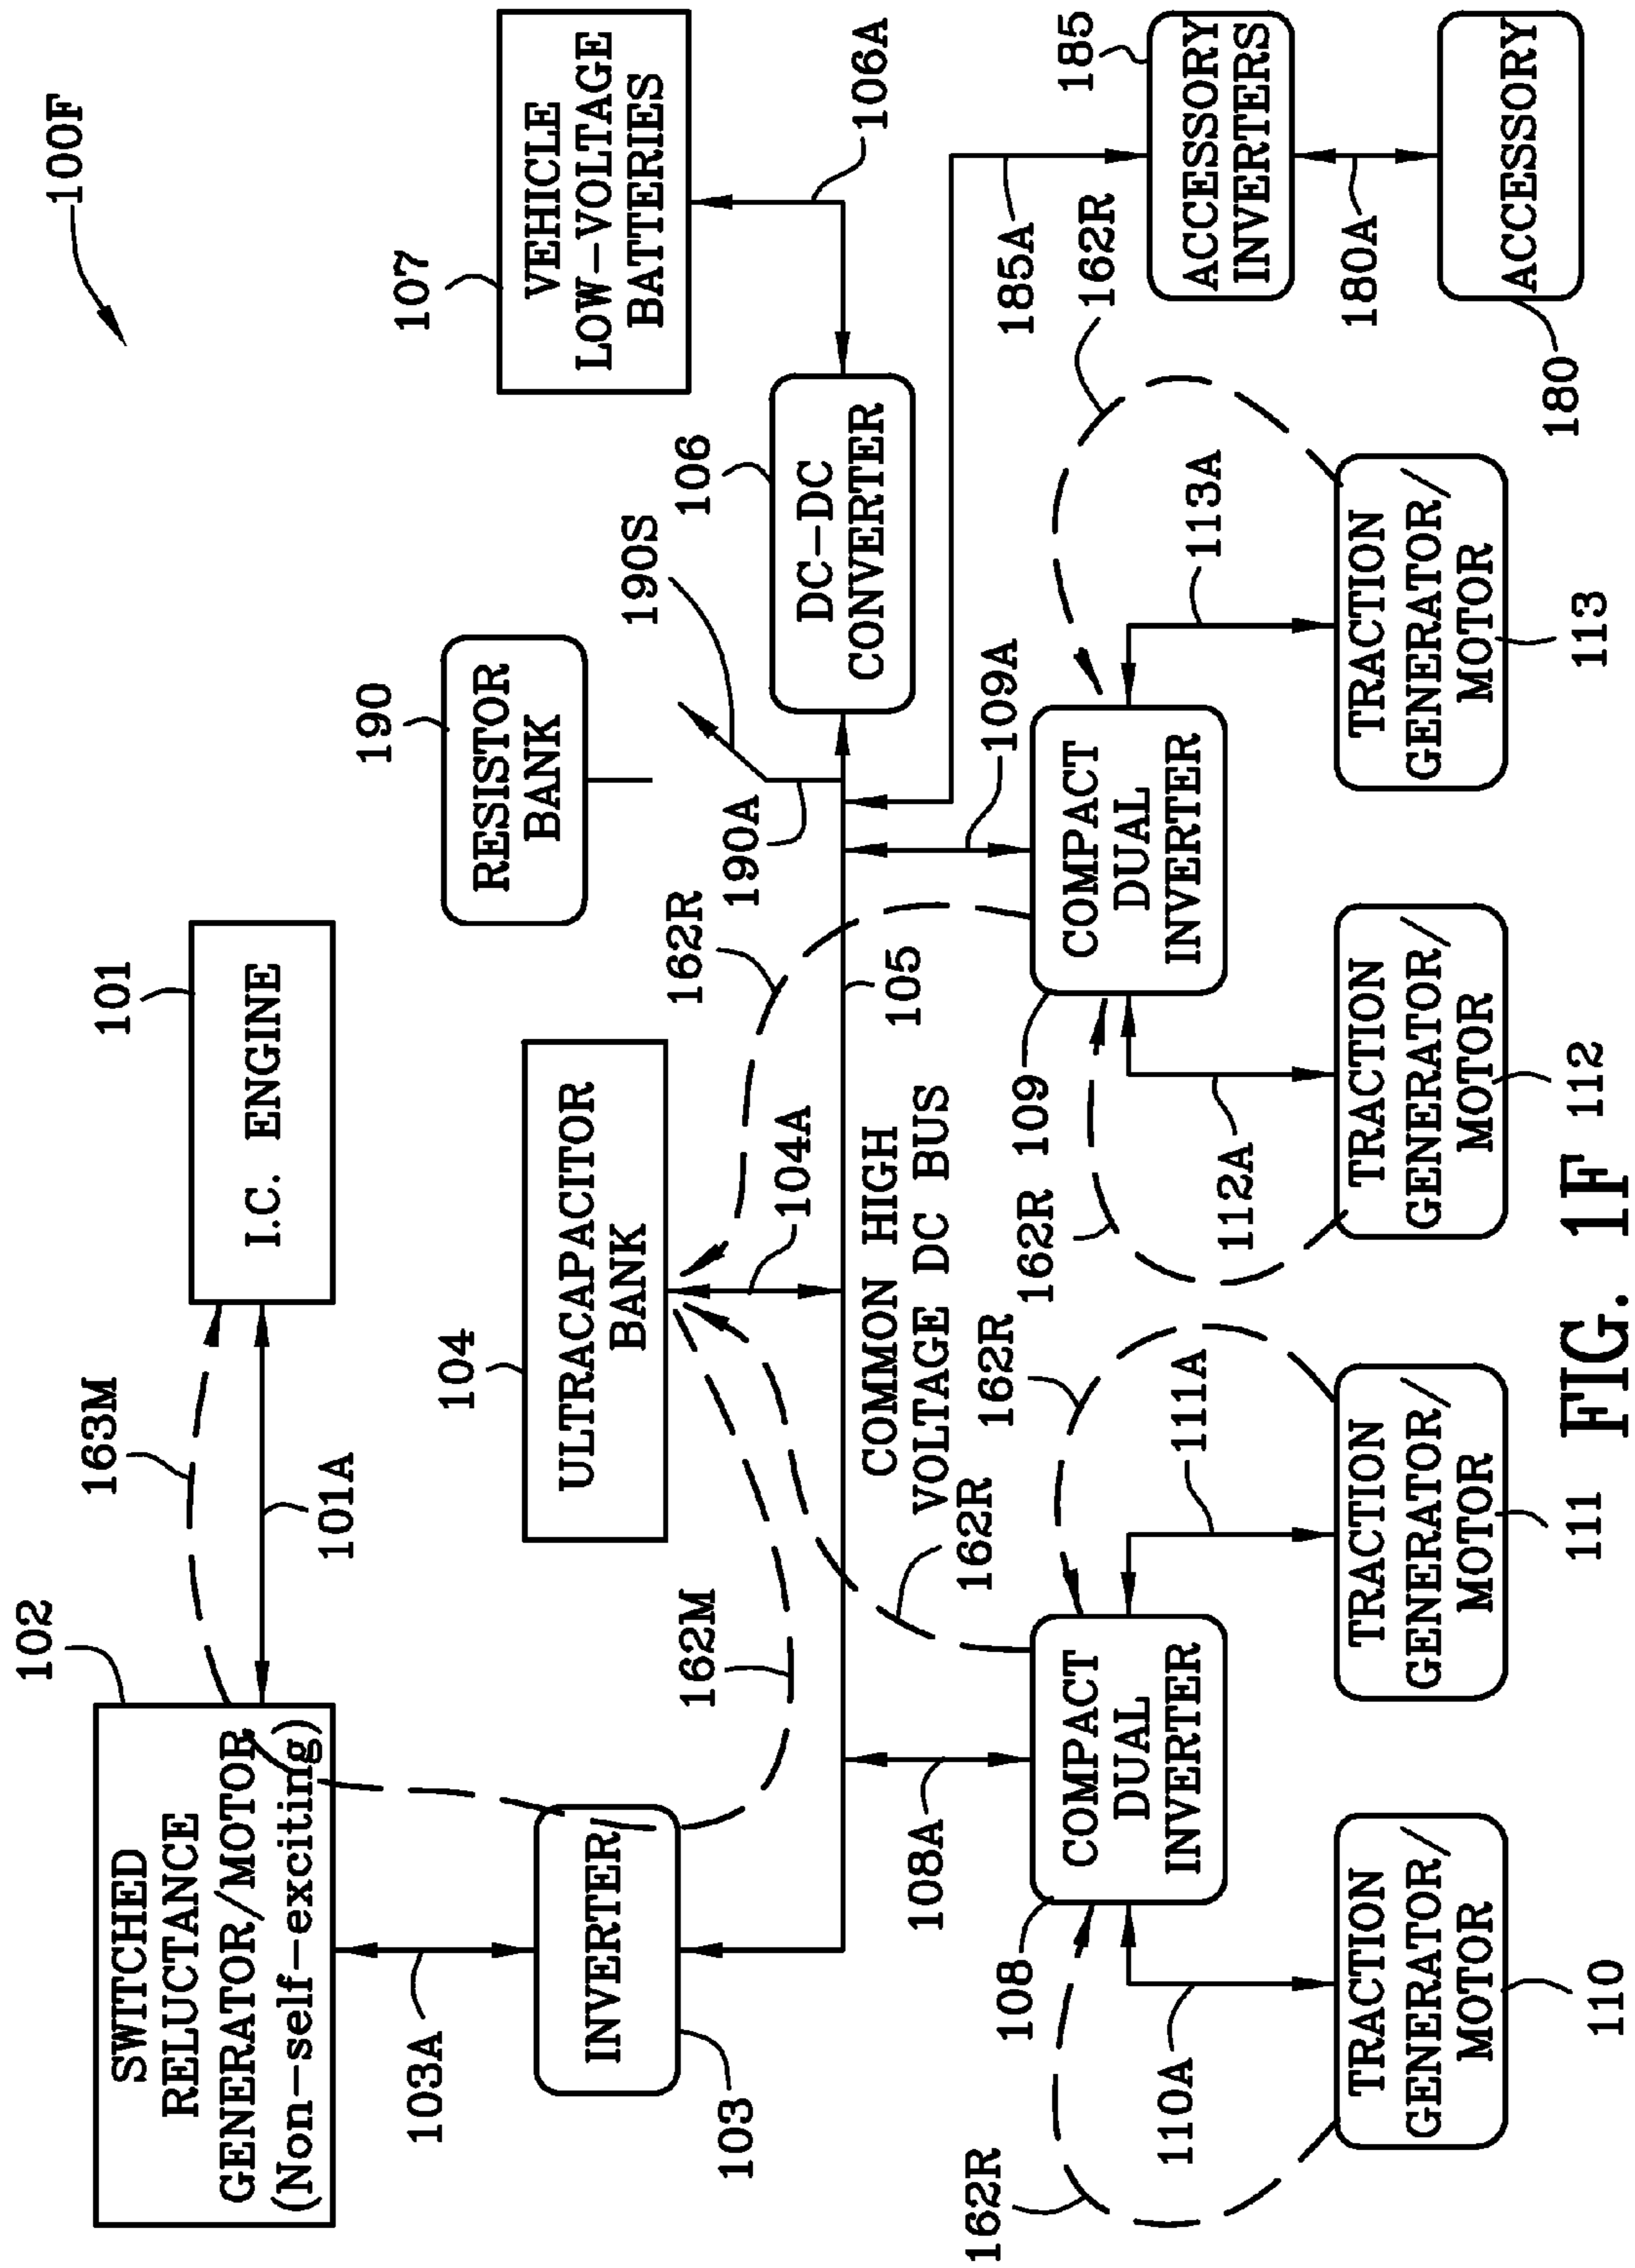 100F
102
SWITCHED
RELUCTANCE
GENERATOR/MOTOR
(Non-self-exciting)
163M
101A
101
I.C. ENGINE
103A
INVERTER
103
162M
104
ULTRACAPACITOR
BANK
104A
162R
190
RESISTOR
BANK
190S
190A
107
VEHICLE
LOW-VOLTAGE
BATTERIES
106
DC-DC
CONVERTER
106A
COMMON HIGH
VOLTAGE DC BUS
105
108A
162R
109A
185A
185
ACCESSORY
INVERTERS
180A
ACCESSORY
180
162R
108
COMPACT
DUAL
INVERTER
162R
162R
109
COMPACT
DUAL
INVERTER
162R
110A
111A
112A
113A
TRACTION
GENERATOR/
MOTOR
110
TRACTION
GENERATOR/
MOTOR
111
TRACTION
GENERATOR/
MOTOR
112
TRACTION
GENERATOR/
MOTOR
113
FIG. 1F